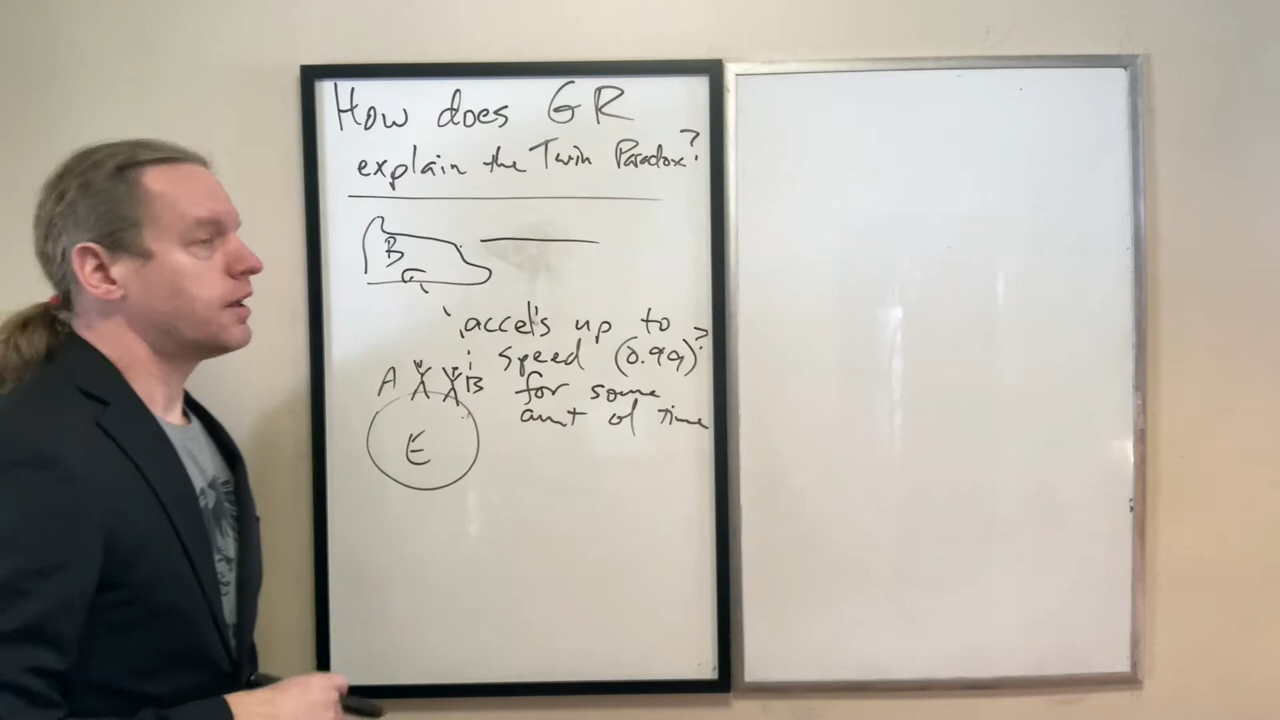 How does GR
explain the Twin Paradox?
B
accel's up to
speed (0.99)?
A B for some
amt of time
E